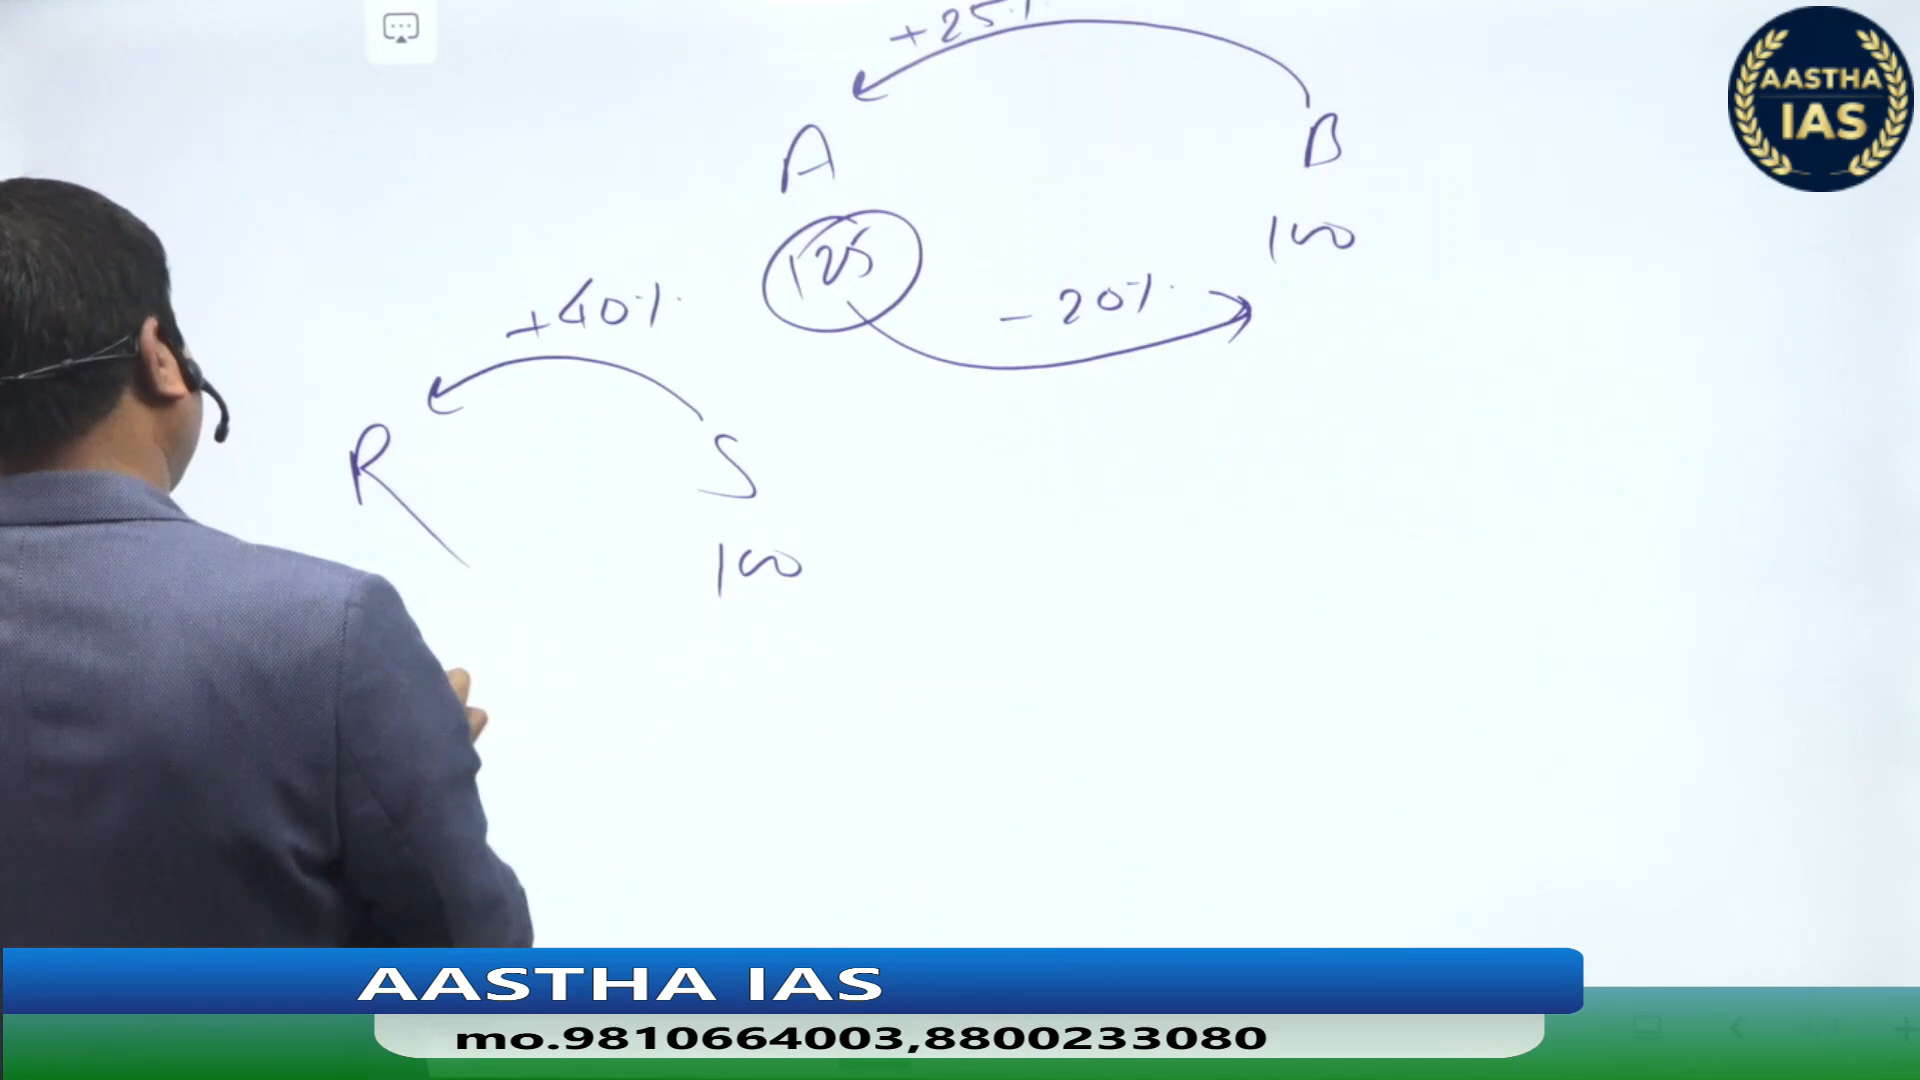 +25%
A B
125 100
-20%
+40%
R S
100
AASTHA
IAS
AASTHA IAS
mo.9810664003,8800233080